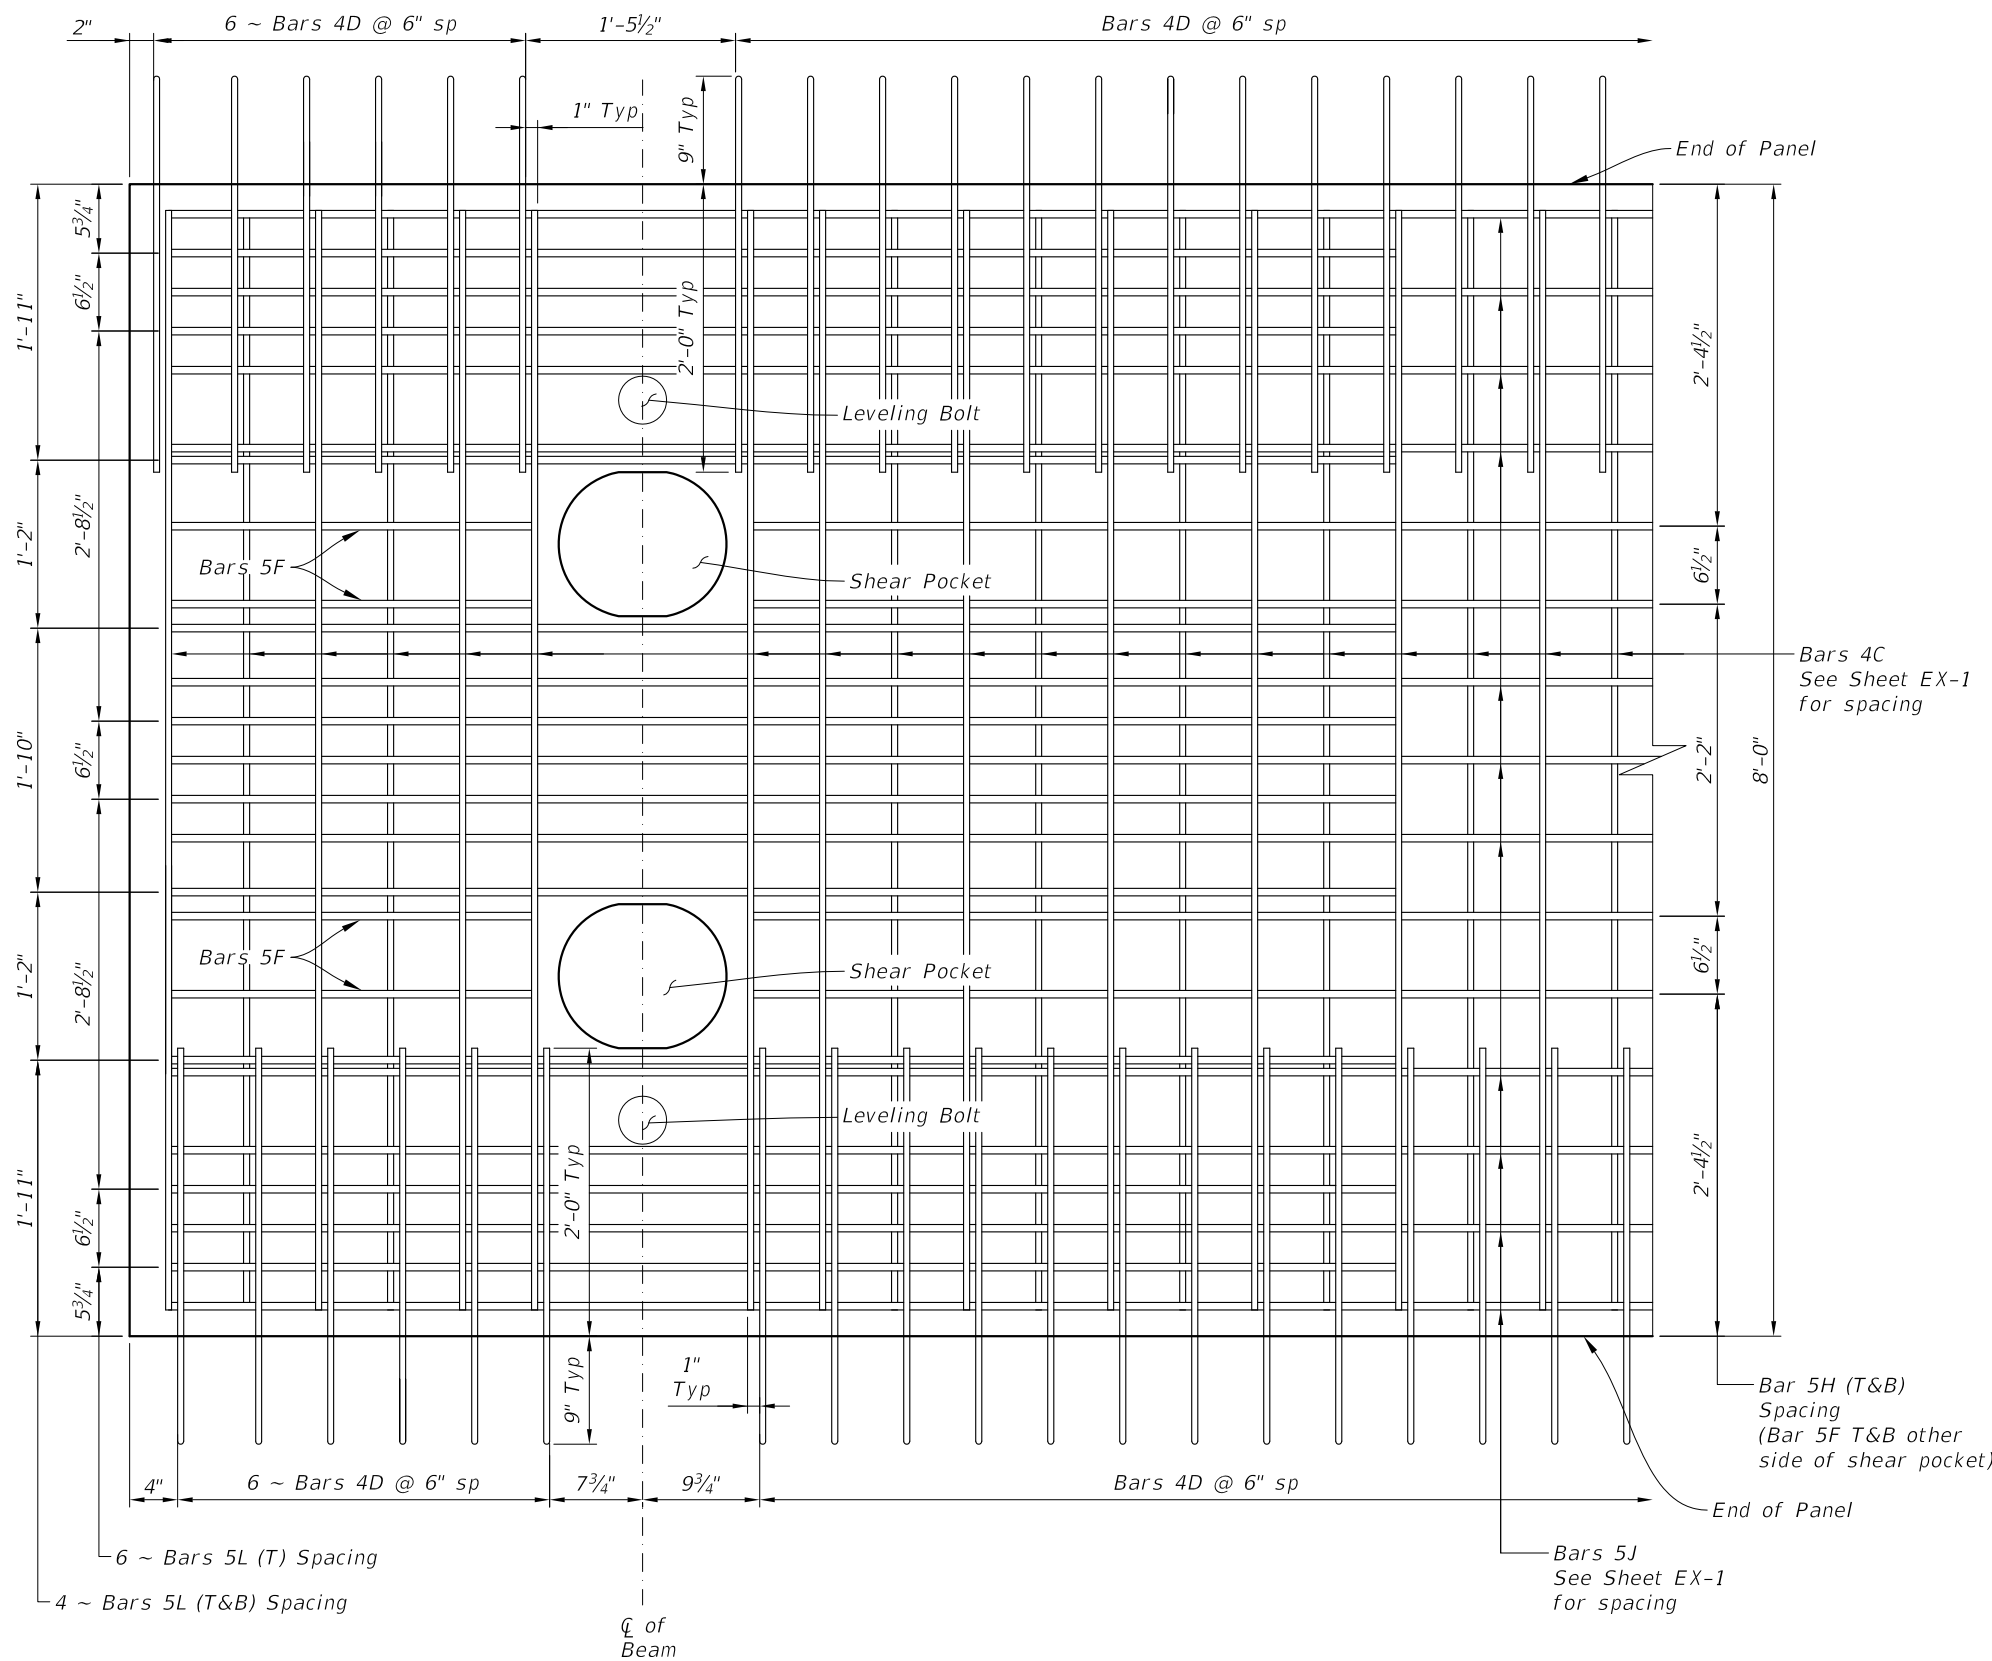 2"
6 ~ Bars 4D @ 6" sp
1'-5½"
Bars 4D @ 6" sp
1" Typ
9" Typ
End of Panel
5¾"
6½"
1'-11"
2'-0" Typ
2'-4½"
Leveling Bolt
2'-8½"
1'-2"
Bars 5F
Shear Pocket
6½"
Bars 4C
See Sheet EX-1
for spacing
1'-10"
6½"
2'-2"
8'-0"
Bars 5F
Shear Pocket
1'-2"
2'-8½"
6½"
Leveling Bolt
2'-0" Typ
2'-4½"
1'-11"
6½"
5¾"
9" Typ
1"
Typ
Bar 5H (T&B)
Spacing
(Bar 5F T&B other
side of shear pocket)
4"
6 ~ Bars 4D @ 6" sp
7¾"
9¾"
Bars 4D @ 6" sp
End of Panel
6 ~ Bars 5L (T) Spacing
Bars 5J
See Sheet EX-1
for spacing
4 ~ Bars 5L (T&B) Spacing
℄ of
Beam